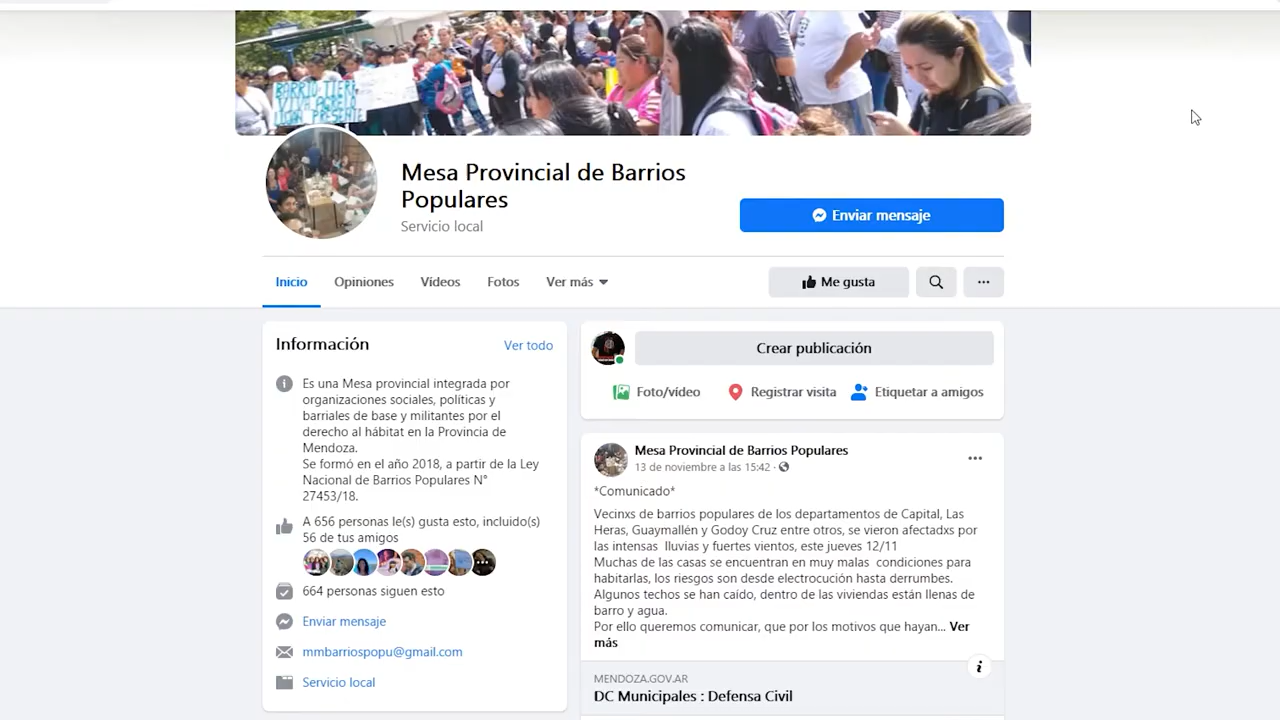 BARRIO TIERR
Y VIVA
LIGAN PRESENTE
Mesa Provincial de Barrios
Populares
Servicio local
Enviar mensaje
Inicio
Opiniones
Vídeos
Fotos
Ver más
Me gusta
Información
Ver todo
Es una Mesa provincial integrada por
organizaciones sociales, políticas y
barriales de base y militantes por el
derecho al hábitat en la Provincia de
Mendoza.
Se formó en el año 2018, a partir de la Ley
Nacional de Barrios Populares N°
27453/18.
A 656 personas le(s) gusta esto, incluido(s)
56 de tus amigos
664 personas siguen esto
Enviar mensaje
mmbarriospopu@gmail.com
Servicio local
Crear publicación
Foto/vídeo
Registrar visita
Etiquetar a amigos
Mesa Provincial de Barrios Populares
13 de noviembre a las 15:42 ·
*Comunicado*
Vecinxs de barrios populares de los departamentos de Capital, Las
Heras, Guaymallén y Godoy Cruz entre otros, se vieron afectadxs por
las intensas lluvias y fuertes vientos, este jueves 12/11
Muchas de las casas se encuentran en muy malas condiciones para
habitarlas, los riesgos son desde electrocución hasta derrumbes.
Algunos techos se han caído, dentro de las viviendas están llenas de
barro y agua.
Por ello queremos comunicar, que por los motivos que hayan... Ver
más
MENDOZA.GOV.AR
DC Municipales : Defensa Civil